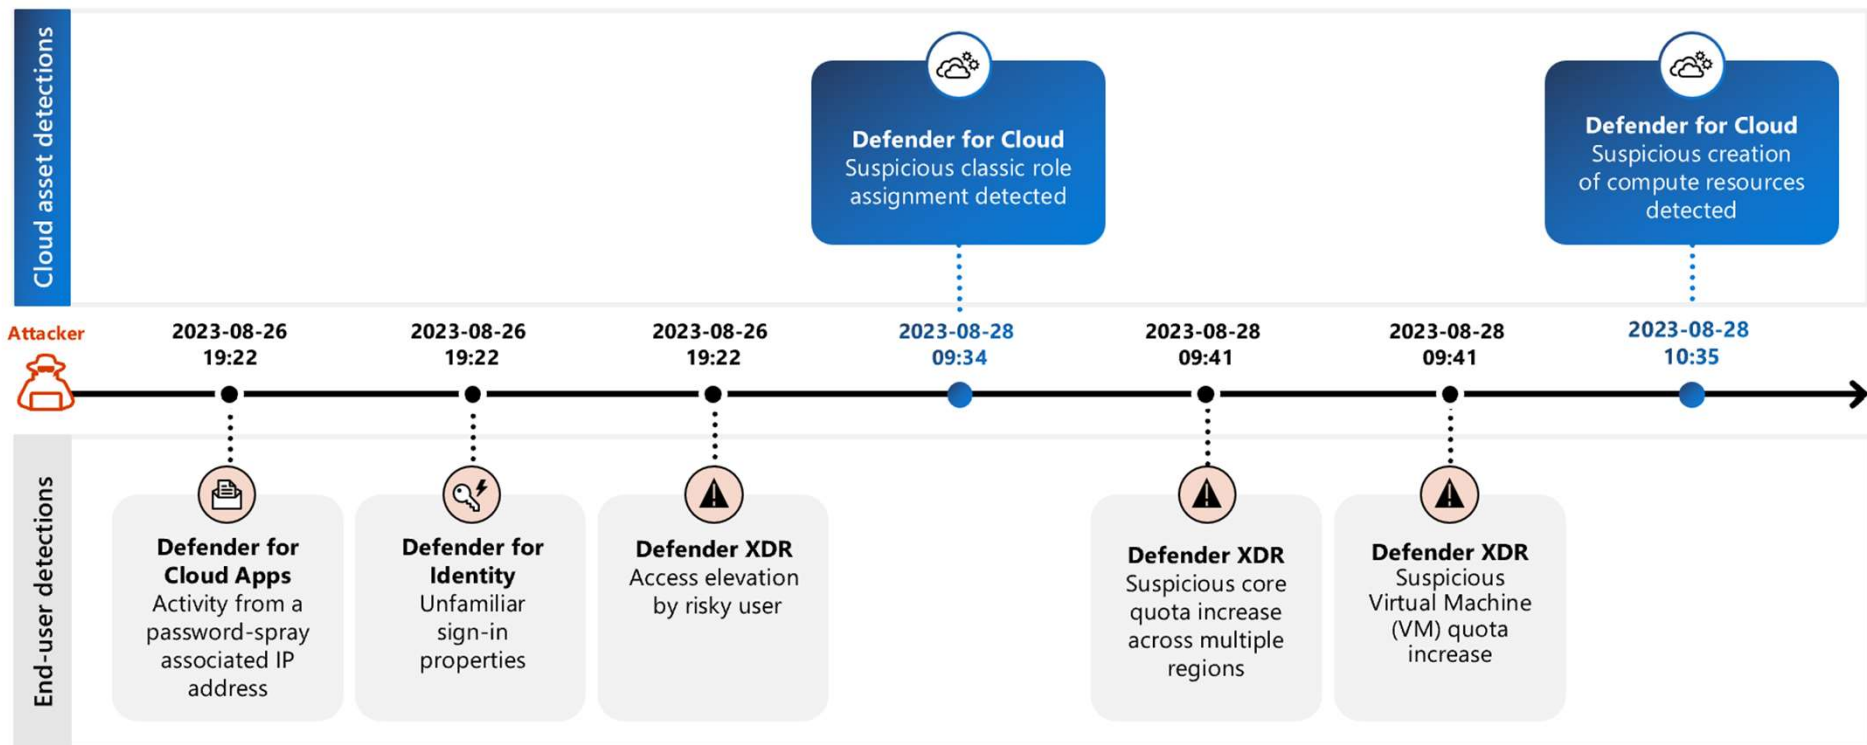 Cloud asset detections
Defender for Cloud
Suspicious classic role
assignment detected
Defender for Cloud
Suspicious creation
of compute resources
detected
Attacker
2023-08-26
19:22
2023-08-26
19:22
2023-08-26
19:22
2023-08-28
09:34
2023-08-28
09:41
2023-08-28
09:41
2023-08-28
10:35
End-user detections
Defender for
Cloud Apps
Activity from a
password-spray
associated IP
address
Defender for
Identity
Unfamiliar
sign-in
properties
Defender XDR
Access elevation
by risky user
Defender XDR
Suspicious core
quota increase
across multiple
regions
Defender XDR
Suspicious
Virtual Machine
(VM) quota
increase